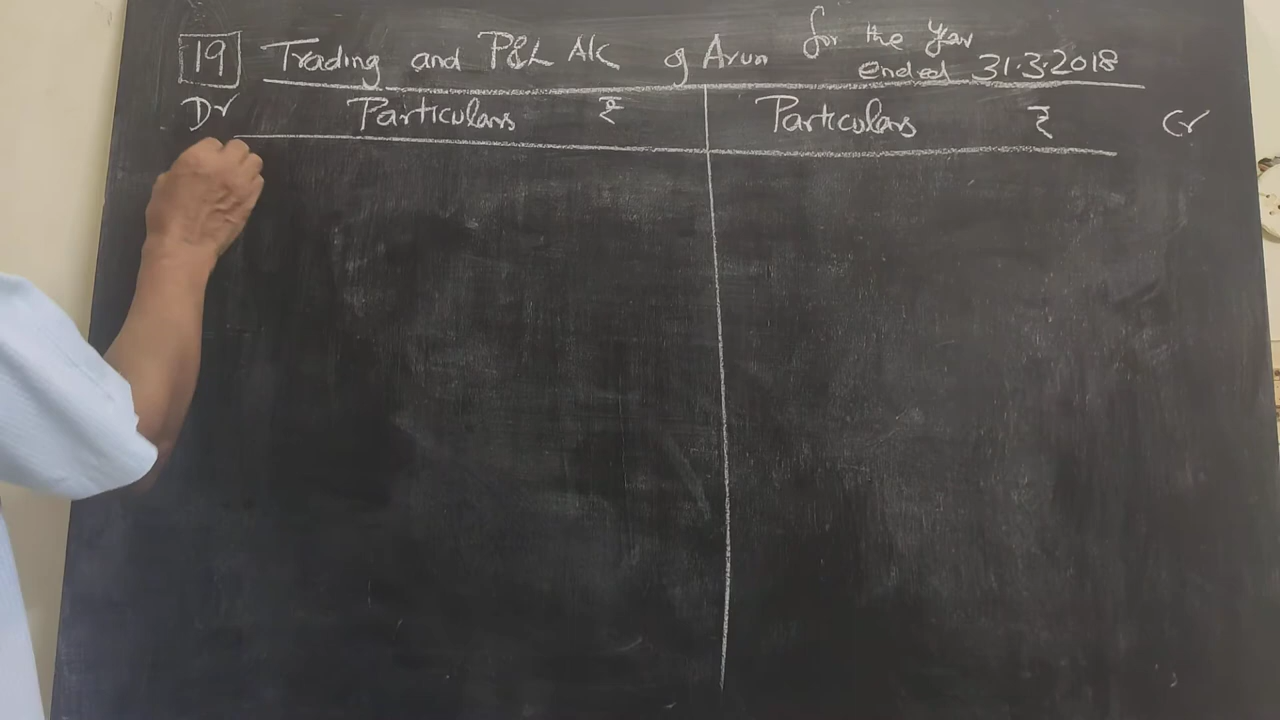 19 Trading and P&L A/c of Arun for the Year ended 31.3.2018
Dr Particulars ₹ Particulars ₹ Cr